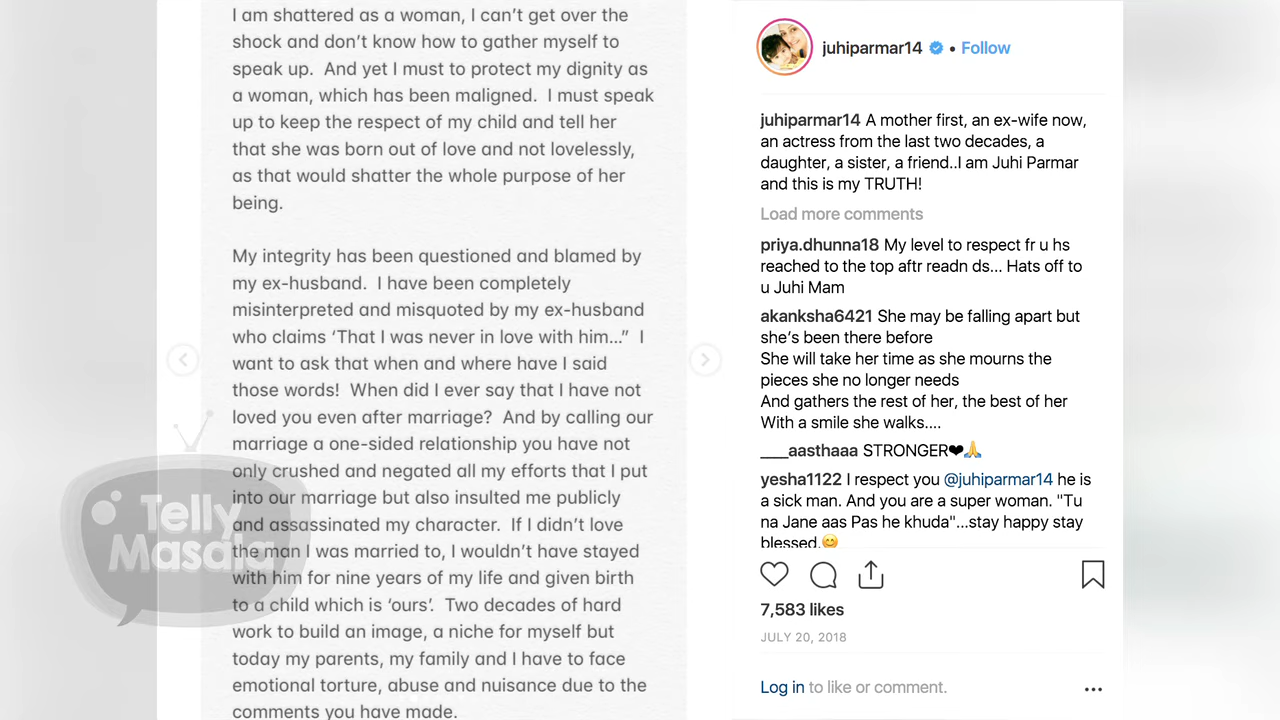 I am shattered as a woman, I can’t get over the
shock and don’t know how to gather myself to
speak up.  And yet I must to protect my dignity as
a woman, which has been maligned.  I must speak
up to keep the respect of my child and tell her
that she was born out of love and not lovelessly,
as that would shatter the whole purpose of her
being.
My integrity has been questioned and blamed by
my ex-husband.  I have been completely
misinterpreted and misquoted by my ex-husband
who claims ‘That I was never in love with him...”  I
want to ask that when and where have I said
those words!  When did I ever say that I have not
loved you even after marriage?  And by calling our
marriage a one-sided relationship you have not
only crushed and negated all my efforts that I put
into our marriage but also insulted me publicly
and assassinated my character.  If I didn’t love
the man I was married to, I wouldn’t have stayed
with him for nine years of my life and given birth
to a child which is ‘ours’.  Two decades of hard
work to build an image, a niche for myself but
today my parents, my family and I have to face
emotional torture, abuse and nuisance due to the
comments you have made.
Telly
Masala
juhiparmar14 • Follow
juhiparmar14 A mother first, an ex-wife now,
an actress from the last two decades, a
daughter, a sister, a friend..I am Juhi Parmar
and this is my TRUTH!
Load more comments
priya.dhunna18 My level to respect fr u hs
reached to the top aftr readn ds... Hats off to
u Juhi Mam
akanksha6421 She may be falling apart but
she’s been there before
She will take her time as she mourns the
pieces she no longer needs
And gathers the rest of her, the best of her
With a smile she walks....
___aasthaaa STRONGER❤🙏
yesha1122 I respect you @juhiparmar14 he is
a sick man. And you are a super woman. "Tu
na Jane aas Pas he khuda"...stay happy stay
blessed.😊
7,583 likes
JULY 20, 2018
Log in to like or comment.